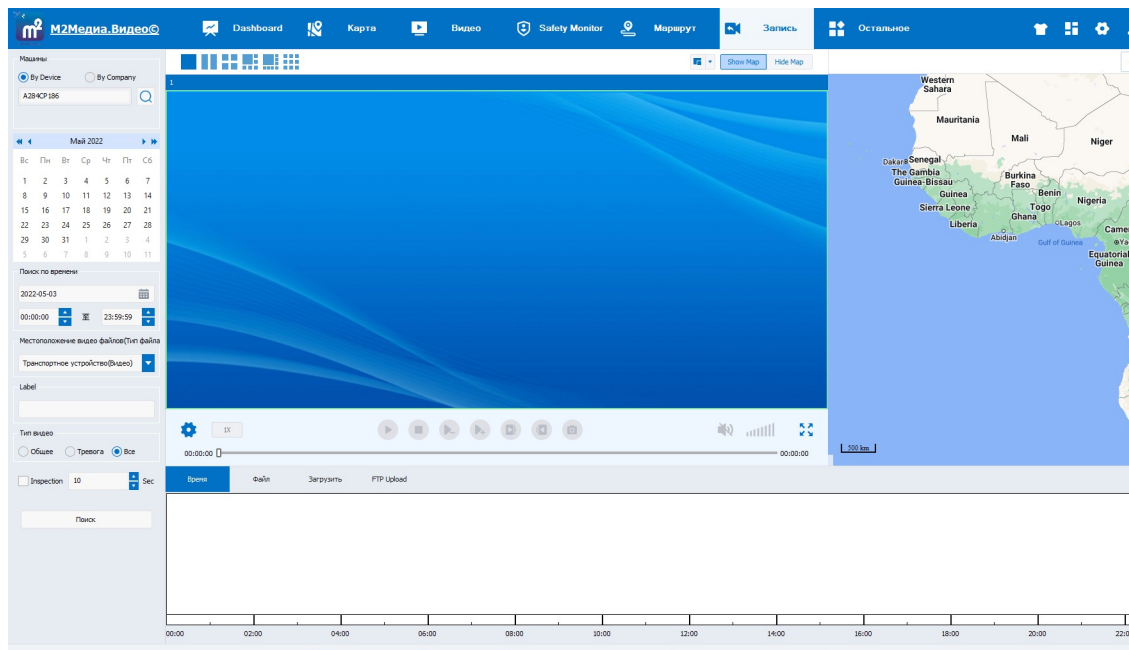 m² М2Медиа.Видео© Dashboard Карта Видео Safety Monitor Маршрут Запись Остальное
Машины
By Device By Company
A284CP186
Май 2022
Вс Пн Вт Ср Чт Пт Сб
1 2 3 4 5 6 7
8 9 10 11 12 13 14
15 16 17 18 19 20 21
22 23 24 25 26 27 28
29 30 31 1 2 3 4
5 6 7 8 9 10 11
Поиск по времени
2022-05-03
00:00:00 至 23:59:59
Местоположение видео файлов(Тип файла
Транспортное устройство(Видео)
Label
Тип видео
Общее Тревога Все
Inspection 10 Sec
Поиск
Show Map Hide Map
1
1X
00:00:00 00:00:00
Western
Sahara
Mauritania
Mali
Niger
Dakar
Senegal
The Gambia
Guinea-Bissau
Burkina
Faso
Guinea
Benin
Nigeria
Sierra Leone
Togo
Ghana
Liberia
Lagos
Abidjan
Came
Gulf of Guinea
Ya
Equatorial
Guinea
500 km
Время Файл Загрузить FTP Upload
00:00 02:00 04:00 06:00 08:00 10:00 12:00 14:00 16:00 18:00 20:00 22:0